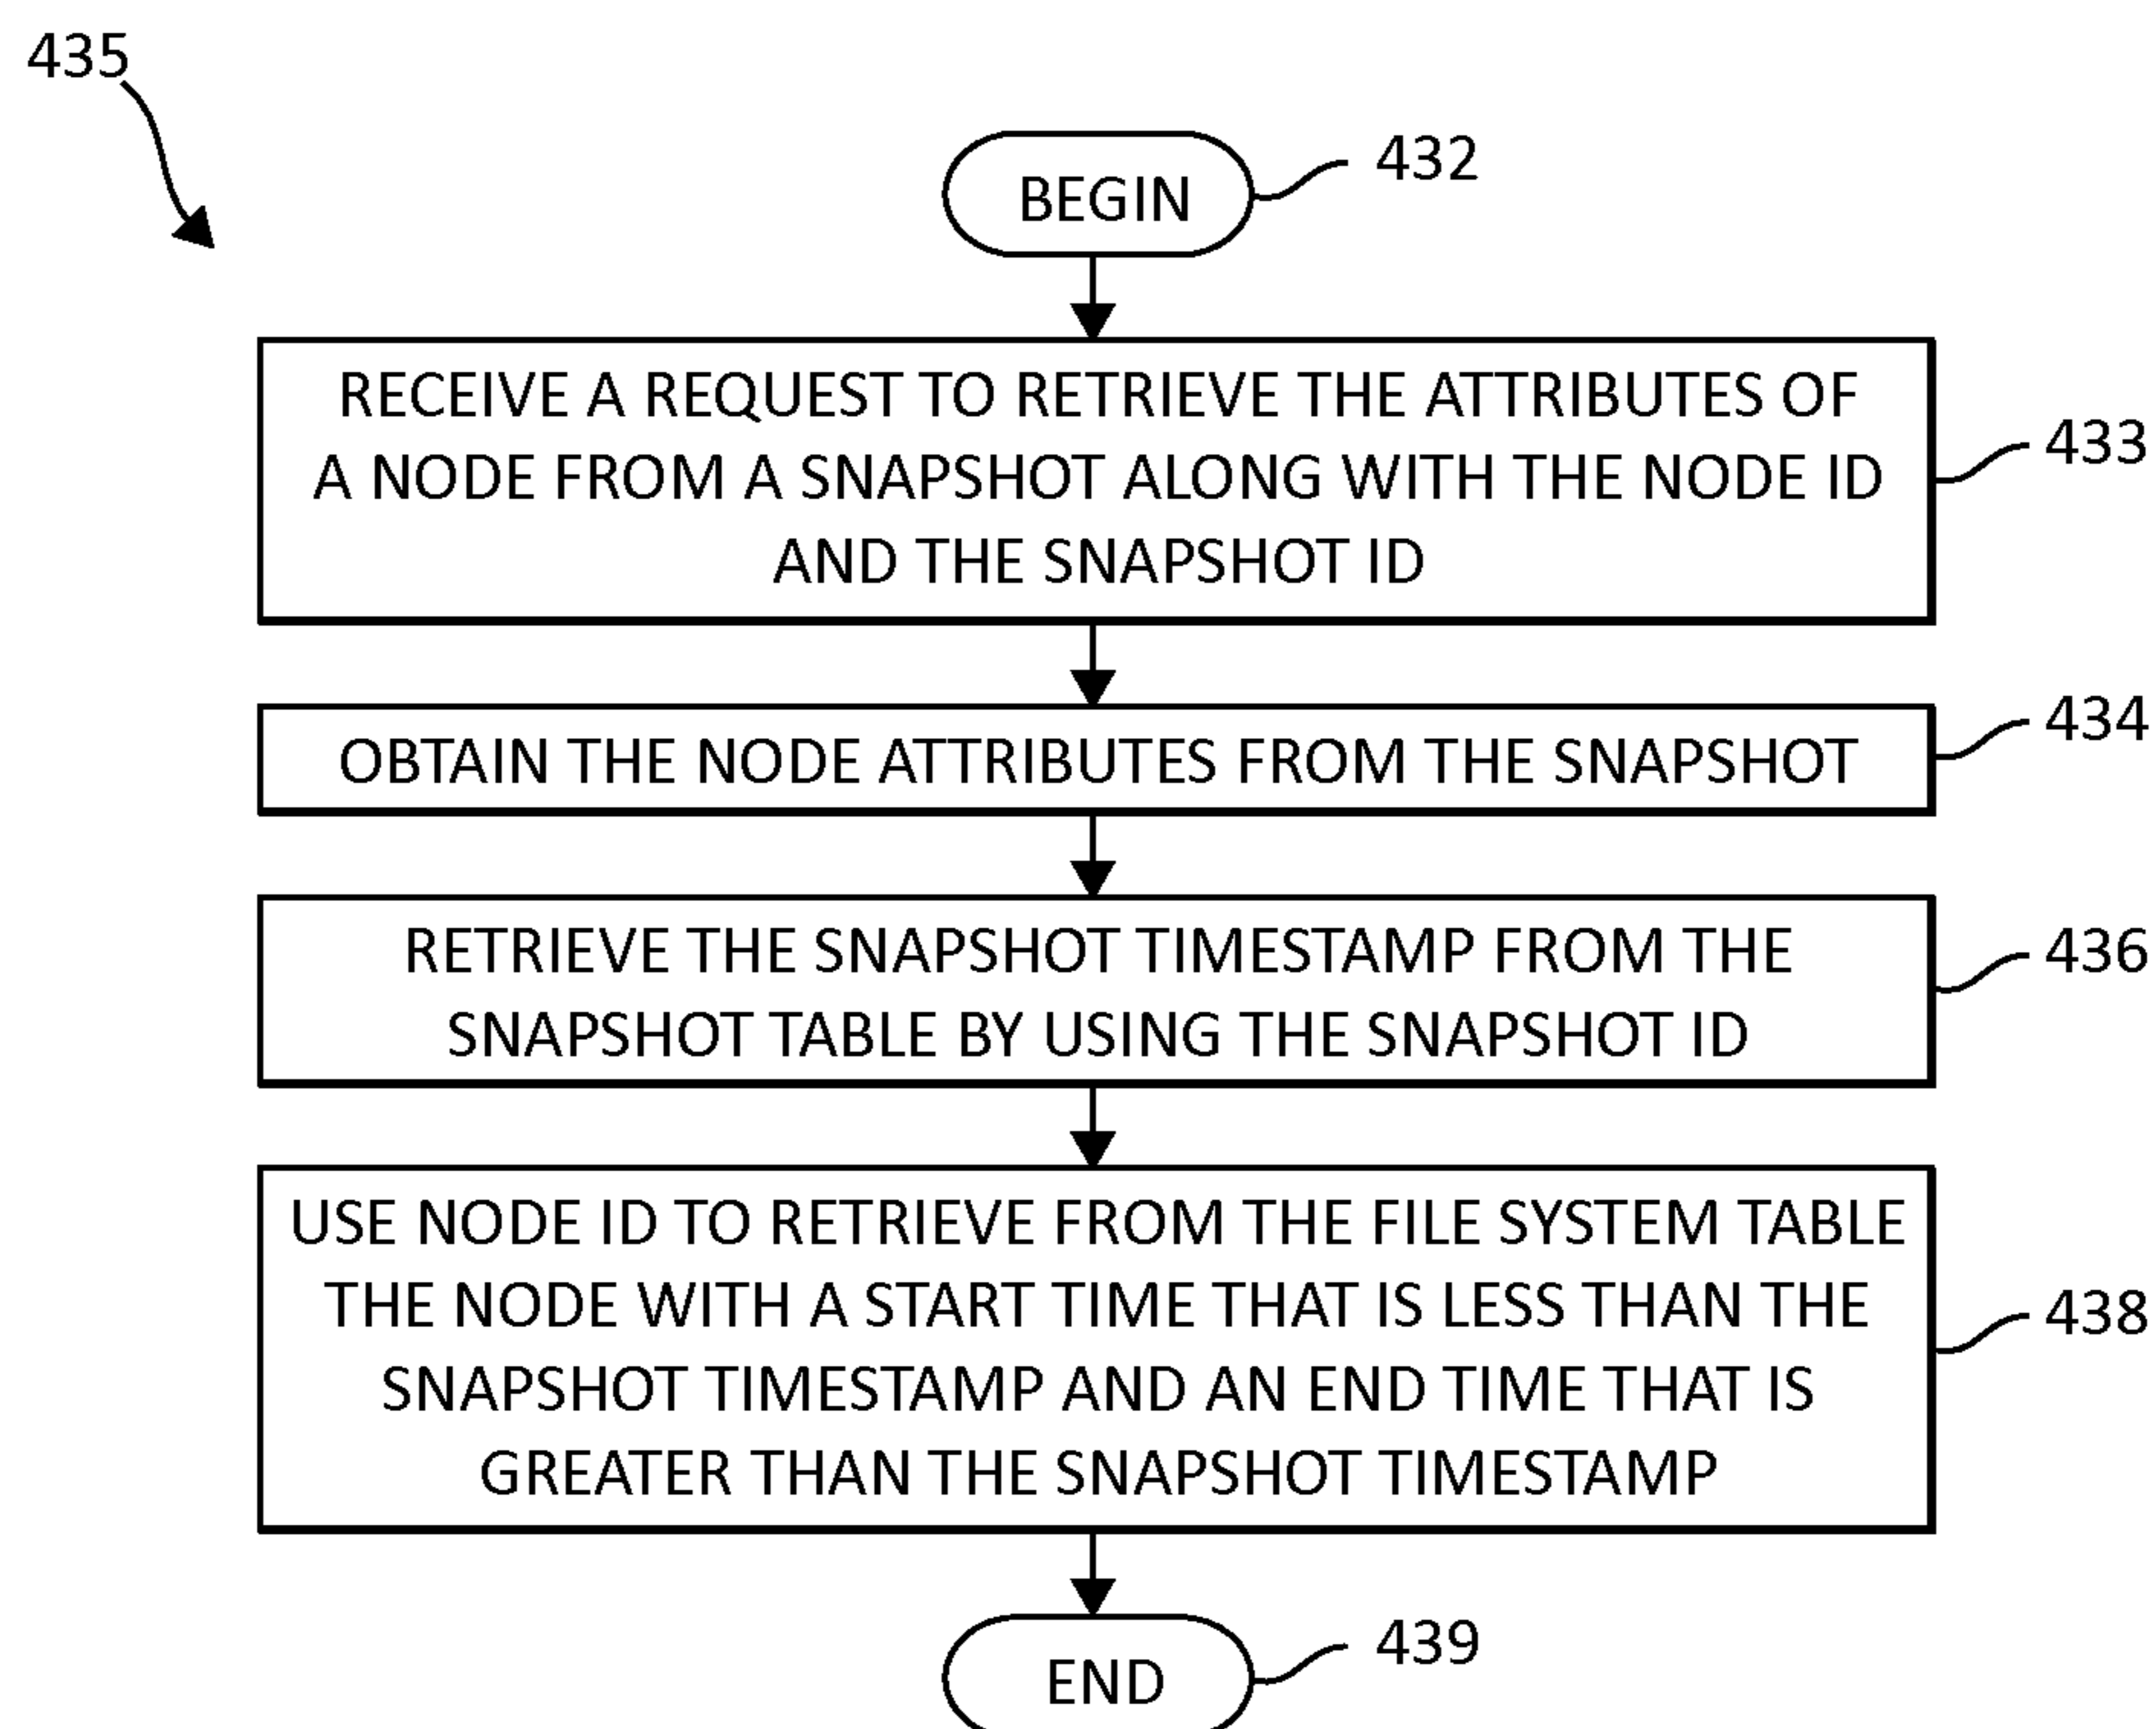 435
BEGIN
432
RECEIVE A REQUEST TO RETRIEVE THE ATTRIBUTES OF
A NODE FROM A SNAPSHOT ALONG WITH THE NODE ID
AND THE SNAPSHOT ID
433
OBTAIN THE NODE ATTRIBUTES FROM THE SNAPSHOT
434
RETRIEVE THE SNAPSHOT TIMESTAMP FROM THE
SNAPSHOT TABLE BY USING THE SNAPSHOT ID
436
USE NODE ID TO RETRIEVE FROM THE FILE SYSTEM TABLE
THE NODE WITH A START TIME THAT IS LESS THAN THE
SNAPSHOT TIMESTAMP AND AN END TIME THAT IS
GREATER THAN THE SNAPSHOT TIMESTAMP
438
END
439